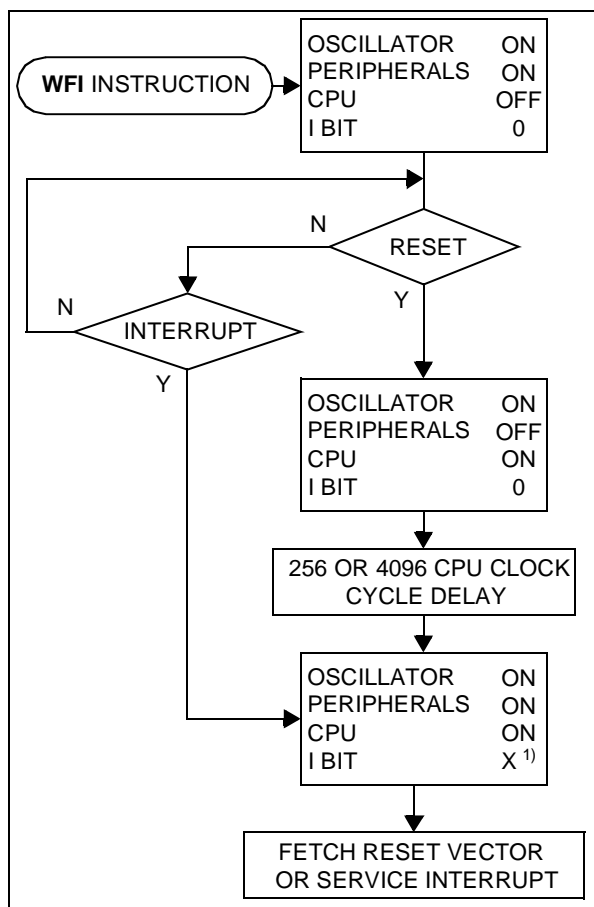 WFI INSTRUCTION
OSCILLATOR ON
PERIPHERALS ON
CPU OFF
I BIT 0
N
RESET
Y
N
INTERRUPT
Y
OSCILLATOR ON
PERIPHERALS OFF
CPU ON
I BIT 0
256 OR 4096 CPU CLOCK
CYCLE DELAY
OSCILLATOR ON
PERIPHERALS ON
CPU ON
I BIT X 1)
FETCH RESET VECTOR
OR SERVICE INTERRUPT